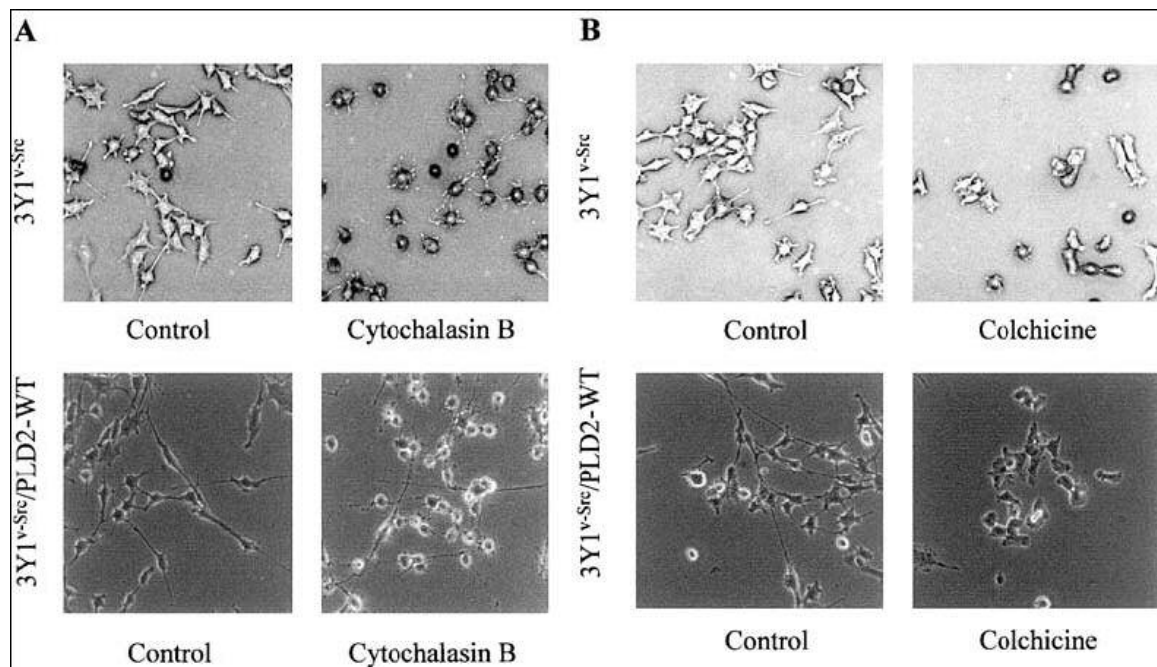 A
B
3Y1v-Src
3Y1v-Src
Control
Cytochalasin B
Control
Colchicine
3Y1v-Src/PLD2-WT
3Y1v-Src/PLD2-WT
Control
Cytochalasin B
Control
Colchicine